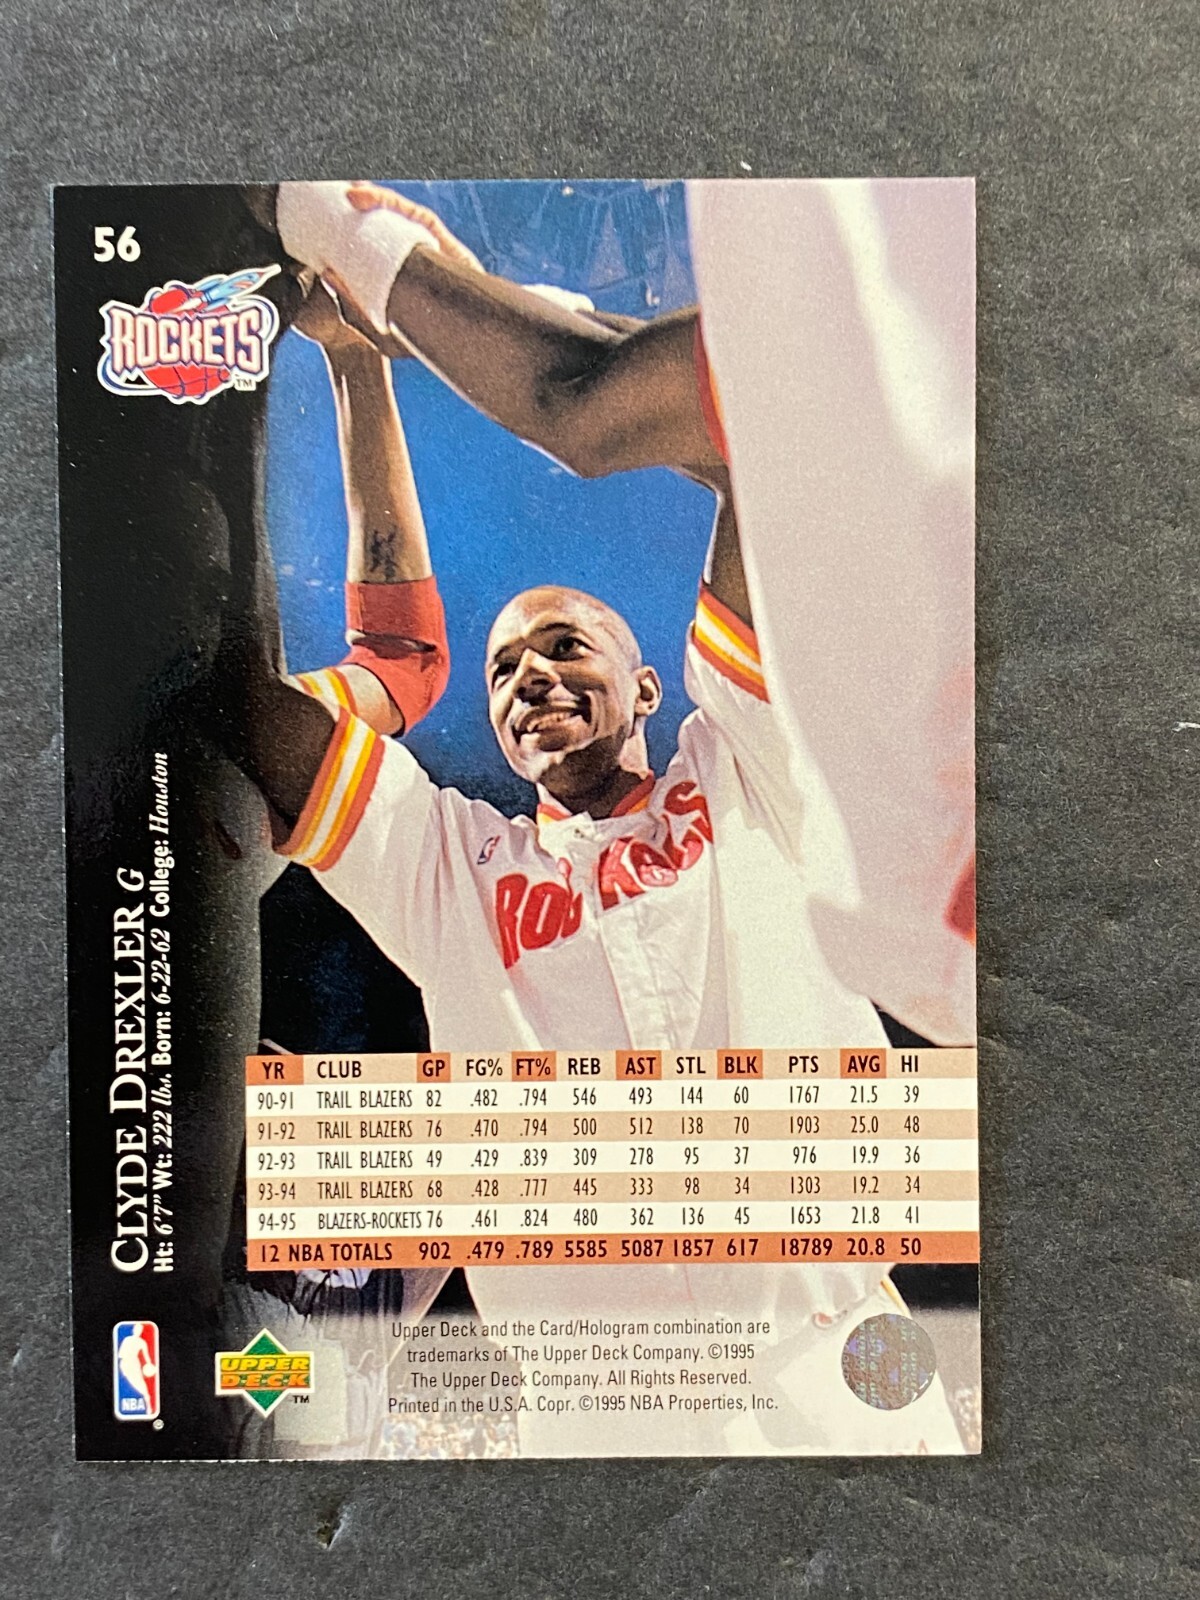 56
ROCKETS
TM
ROCKETS
CLYDE DREXLER G
Ht: 6'7" Wt: 222 lbs. Born: 6-22-62 College: Houston
YR CLUB GP FG% FT% REB AST STL BLK PTS AVG HI
90-91 TRAIL BLAZERS 82 .482 .794 546 493 144 60 1767 21.5 39
91-92 TRAIL BLAZERS 76 .470 .794 500 512 138 70 1903 25.0 48
92-93 TRAIL BLAZERS 49 .429 .839 309 278 95 37 976 19.9 36
93-94 TRAIL BLAZERS 68 .428 .777 445 333 98 34 1303 19.2 34
94-95 BLAZERS-ROCKETS 76 .461 .824 480 362 136 45 1653 21.8 41
12 NBA TOTALS 902 .479 .789 5585 5087 1857 617 18789 20.8 50
NBA
®
UPPER
DECK
TM
Upper Deck and the Card/Hologram combination are
trademarks of The Upper Deck Company. ©1995
The Upper Deck Company. All Rights Reserved.
Printed in the U.S.A. Copr. ©1995 NBA Properties, Inc.